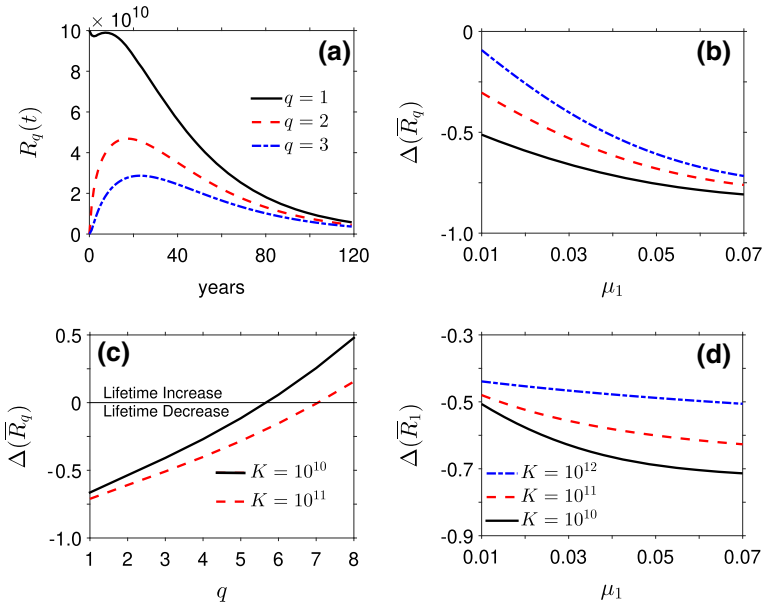 × 10^10
(a)
10
8
6
4
2
0
R_q(t)
q = 1
q = 2
q = 3
0 40 80 120
years
(b)
0
-0.5
-1.0
Δ(R̅_q)
0.01 0.03 0.05 0.07
μ_1
(c)
0.5
0
-0.5
-1.0
Δ(R̅_q)
Lifetime Increase
Lifetime Decrease
K = 10^10
K = 10^11
1 2 3 4 5 6 7 8
q
(d)
-0.3
-0.5
-0.7
-0.9
Δ(R̅_1)
K = 10^12
K = 10^11
K = 10^10
0.01 0.03 0.05 0.07
μ_1